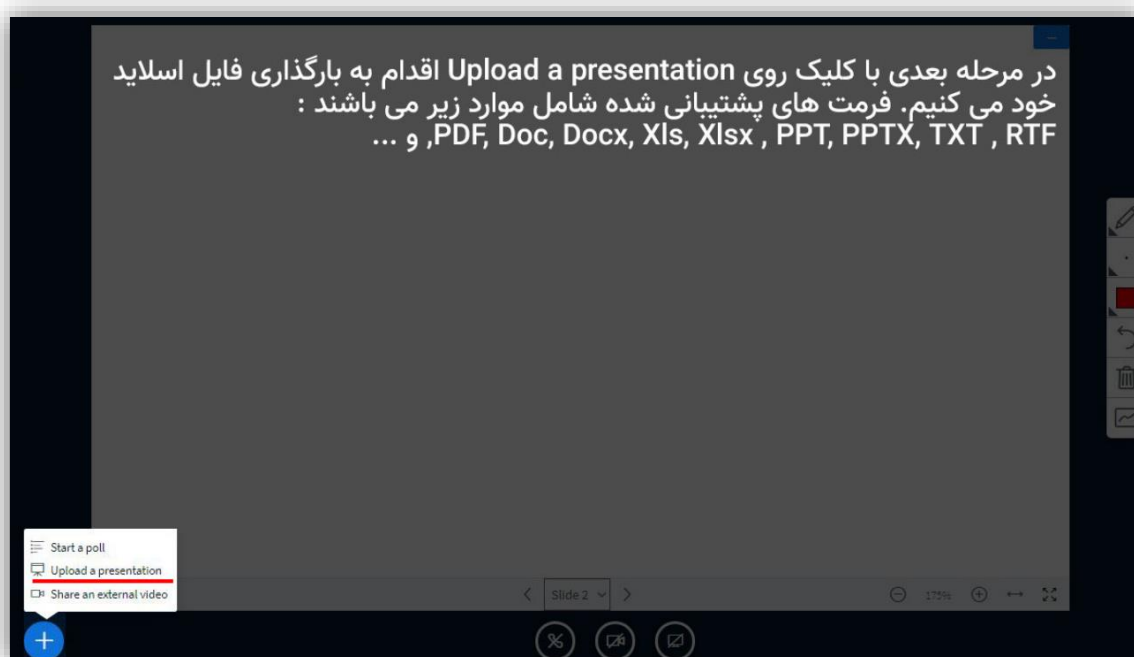 در مرحله بعدی با کلیک روی Upload a presentation اقدام به بارگذاری فایل اسلاید
خود می کنیم. فرمت های پشتیبانی شده شامل موارد زیر می باشند :
PDF, Doc, Docx, Xls, Xlsx , PPT, PPTX, TXT , RTF, و ...
Start a poll
Upload a presentation
Share an external video
Slide 2
175%